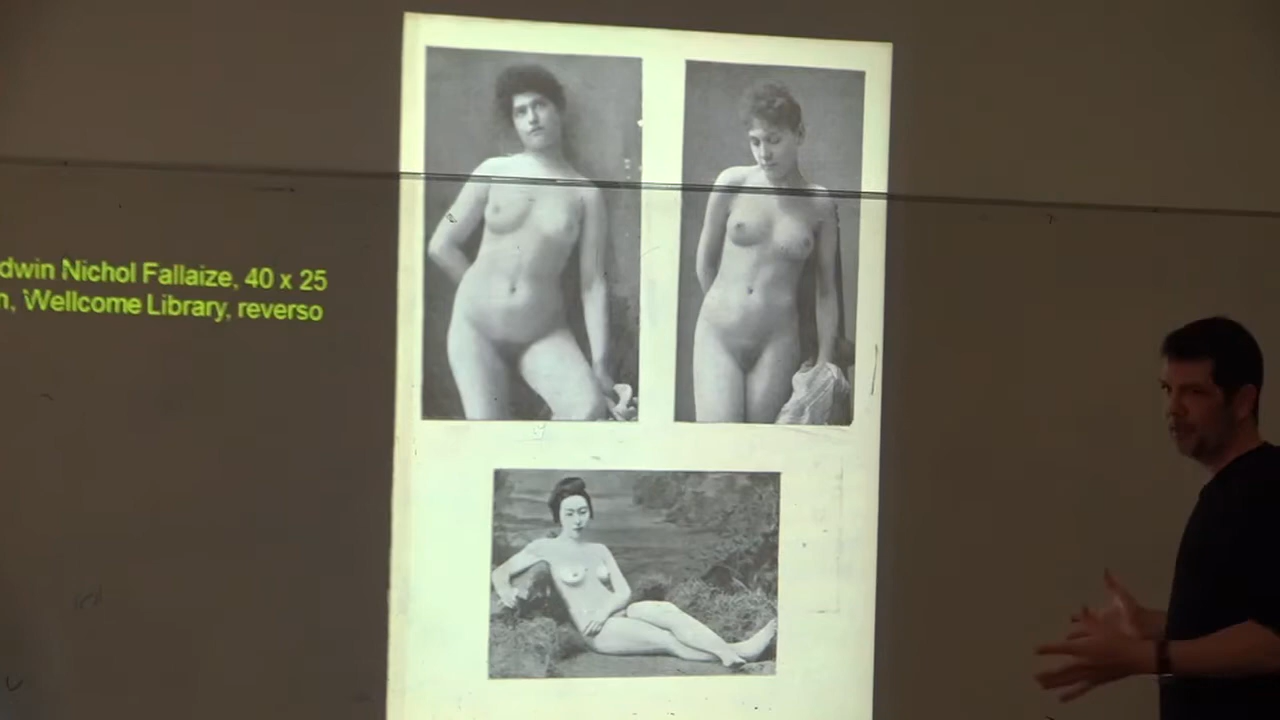 dwin Nichol Fallaize, 40 x 25
, Wellcome Library, reverso